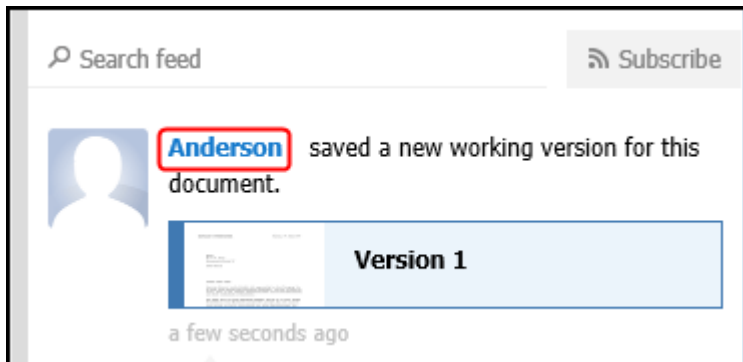 Search feed
Subscribe
Anderson saved a new working version for this
document.
Version 1
a few seconds ago